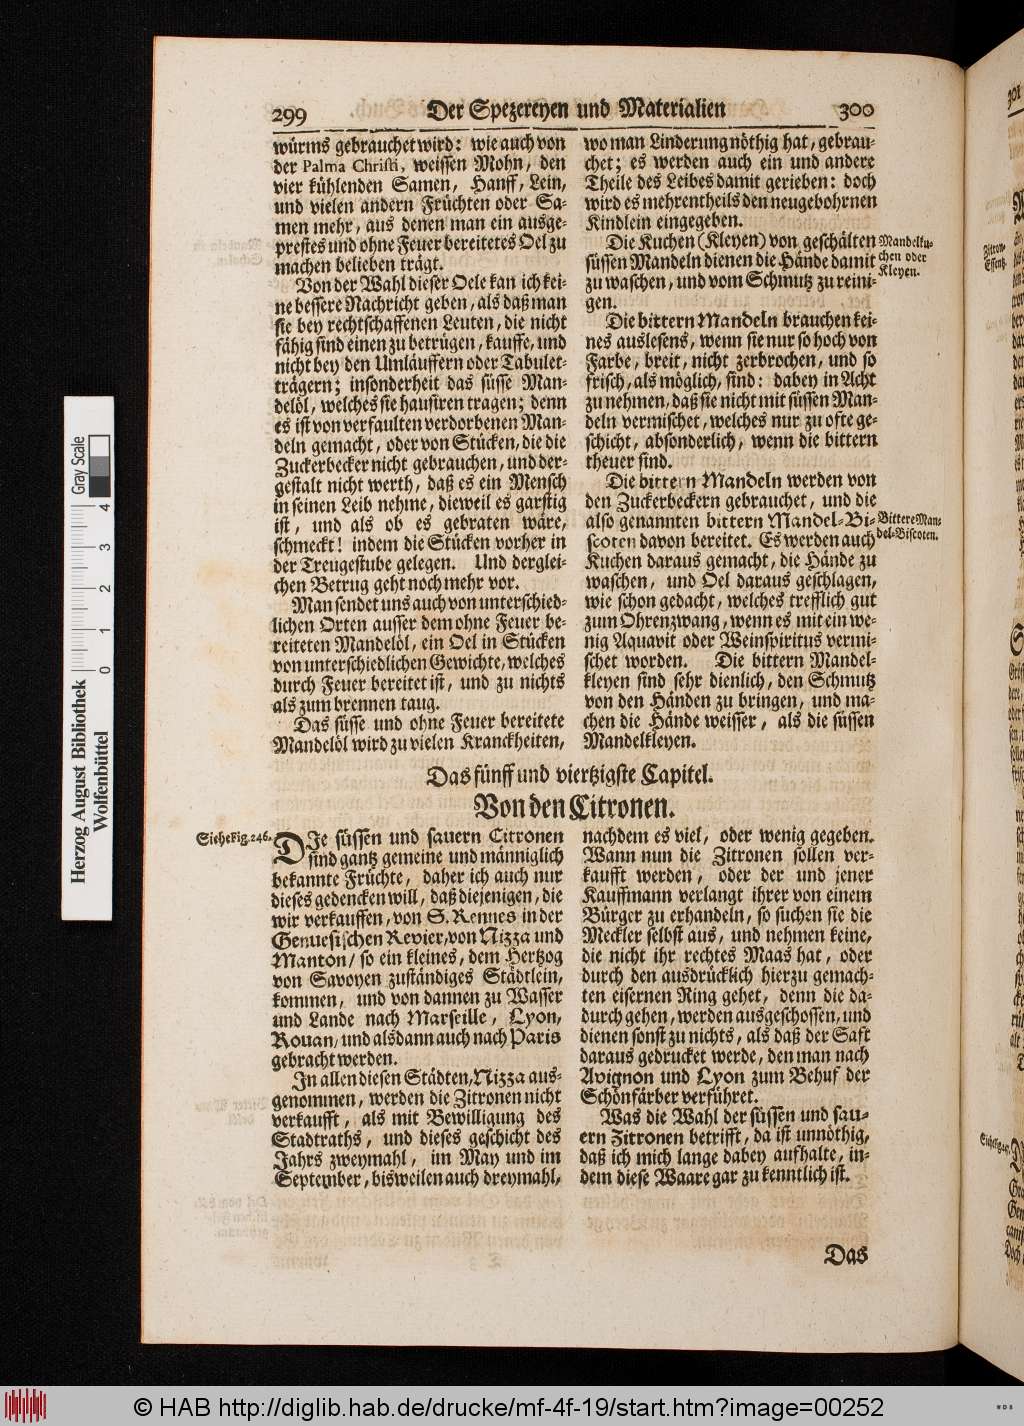 299
Der Spezereyen und Materialien
300
würms gebrauchet wird: wie auch von
der Palma Christi, weissen Mohn, den
vier kühlenden Samen, Hanff, Lein,
und vielen andern Früchten oder Sa-
men mehr, aus denen man ein ausge-
prestes und ohne Feuer bereitetes Oel zu
machen belieben trägt.
Von der Wahl dieser Oele kan ich kei-
ne bessere Nachricht geben, als daß man
sie bey rechtschaffenen Leuten, die nicht
fähig sind einen zu betrügen, kauffe, und
nicht bey den Umläuffern oder Tabulet-
trägern; insonderheit das süsse Man-
delöl, welches sie hausiren tragen; denn
es ist von verfaulten verdorbenen Man-
deln gemacht, oder von Stücken, die die
Zuckerbecker nicht gebrauchen, und der-
gestalt nicht werth, daß es ein Mensch
in seinen Leib nehme, dieweil es garstig
ist, und als ob es gebraten wäre,
schmeckt! indem die Stücken vorher in
der Treugestube gelegen. Und derglei-
chen Betrug geht noch mehr vor.
Man sendet uns auch von unterschied-
lichen Orten ausser dem ohne Feuer be-
reiteten Mandelöl, ein Oel in Stücken
von unterschiedlichen Gewichte, welches
durch Feuer bereitet ist, und zu nichts
als zum brennen taug.
Das süsse und ohne Feuer bereitete
Mandelöl wird zu vielen Kranckheiten,
wo man Linderung nöthig hat, gebrau-
chet; es werden auch ein und andere
Theile des Leibes damit gerieben: doch
wird es mehrentheils den neugebohrnen
Kindlein eingegeben.
Die Kuchen (Kleyen) von geschälten
süssen Mandeln dienen die Hände damit
zu waschen, und vom Schmutz zu reini-
gen.
Mandelku-
chen oder
Kleyen.
Die bittern Mandeln brauchen kei-
nes auslesens, wenn sie nur so hoch von
Farbe, breit, nicht zerbrochen, und so
frisch, als möglich, sind: dabey in Acht
zu nehmen, daß sie nicht mit süssen Man-
deln vermischet, welches nur zu ofte ge-
schicht, absonderlich, wenn die bittern
theuer sind.
Die bittern Mandeln werden von
den Zuckerbeckern gebrauchet, und die
also genannten bittern Mandel-Bi-
scoten davon bereitet. Es werden auch
Kuchen daraus gemacht, die Hände zu
waschen, und Oel daraus geschlagen,
wie schon gedacht, welches trefflich gut
zum Ohrenzwang, wenn es mit ein we-
nig Aquavit oder Weinspiritus vermi-
schet worden. Die bittern Mandel-
kleyen sind sehr dienlich, den Schmutz
von den Händen zu bringen, und ma-
chen die Hände weisser, als die süssen
Mandelkleyen.
Bittere Man-
del-Biscoten.
Das fünff und viertzigste Capitel.
Von den Citronen.
Siehe Fig. 246.
DIe süssen und sauern Citronen
sind gantz gemeine und männiglich
bekannte Früchte, daher ich auch nur
dieses gedencken will, daß diejenigen, die
wir verkauffen, von S. Rennes in der
Genuesischen Revier, von Nizza und
Manton/ so ein kleines, dem Hertzog
von Savoyen zuständiges Städtlein,
kommen, und von dannen zu Wasser
und Lande nach Marseille, Lyon,
Rouan, und alsdann auch nach Paris
gebracht werden.
In allen diesen Städten, Nizza aus-
genommen, werden die Zitronen nicht
verkaufft, als mit Bewilligung des
Stadtraths, und dieses geschicht des
Jahrs zweymahl, im May und im
September, bisweilen auch dreymahl,
nachdem es viel, oder wenig gegeben.
Wann nun die Zitronen sollen ver-
kaufft werden, oder der und jener
Kauffmann verlangt ihrer von einem
Bürger zu erhandeln, so suchen sie die
Meckler selbst aus, und nehmen keine,
die nicht ihr rechtes Maas hat, oder
durch den ausdrücklich hierzu gemach-
ten eisernen Ring gehet, denn die da-
durch gehen, werden ausgeschossen, und
dienen sonst zu nichts, als daß der Saft
daraus gedrucket werde, den man nach
Avignon und Lyon zum Behuf der
Schönfärber verführet.
Was die Wahl der süssen und sau-
ern Zitronen betrifft, da ist unnöthig,
daß ich mich lange dabey aufhalte, in-
dem diese Waare gar zu kenntlich ist.
Das
301
Zitron-
Essentz.
Herzog August Bibliothek
Wolfenbüttel
Gray Scale
0 1 2 3 4
© HAB http://diglib.hab.de/drucke/mf-4f-19/start.htm?image=00252